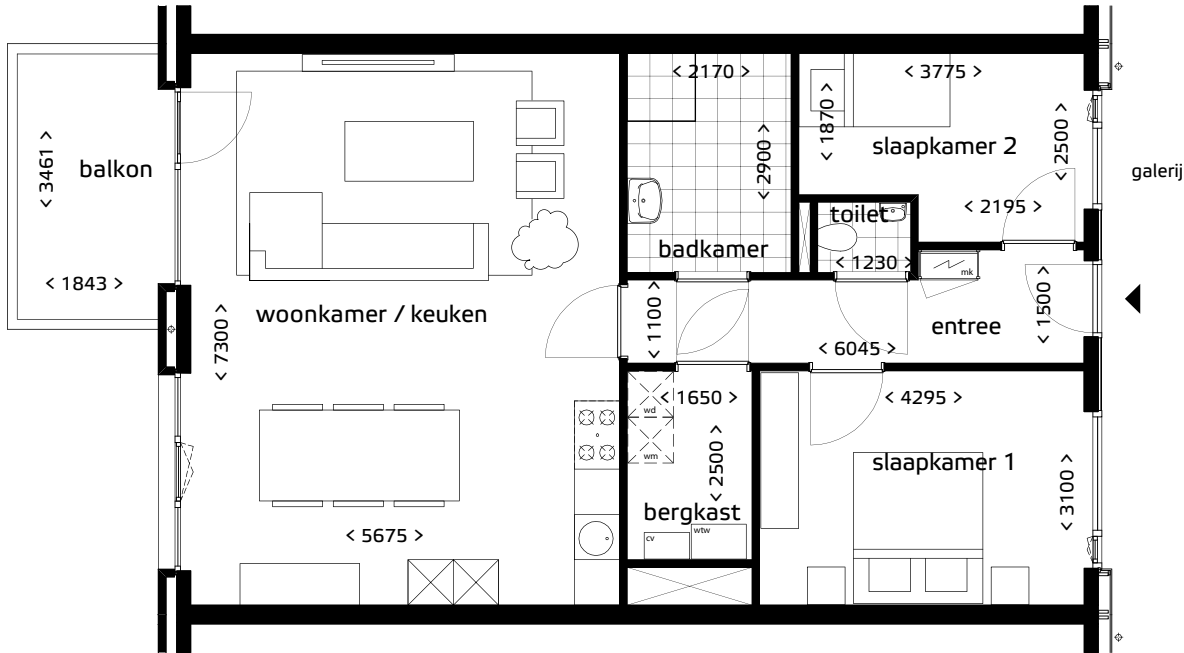 balkon
< 3461 >
< 1843 >
woonkamer / keuken
< 7300 >
< 5675 >
badkamer
< 2170 >
< 2900 >
slaapkamer 2
< 3775 >
< 1870 >
< 2500 >
< 2195 >
galerij
toilet
< 1230 >
mk
entree
< 1500 >
< 6045 >
< 1100 >
bergkast
< 1650 >
< 2500 >
wd
wm
cv
wtw
slaapkamer 1
< 4295 >
< 3100 >